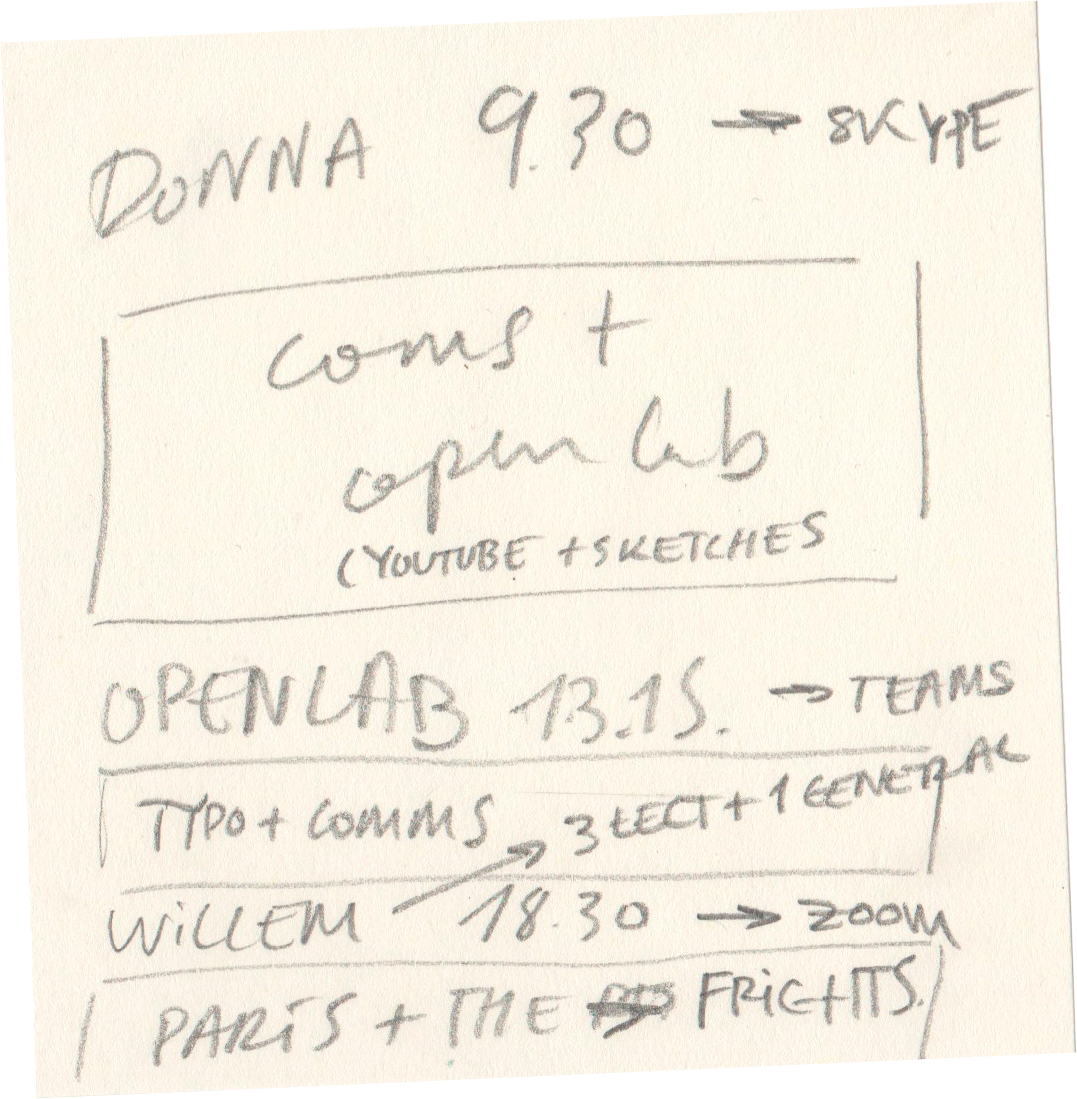 DONNA 9.30 → SKYPE
coms +
open lab
(YOUTUBE + SKETCHES
OPENLAB 13.15. → TEAMS
TYPO + COMMS 3 LECT + 1 GENERAL
WiLLEM 18.30 → ZOOM
PARiS + THE FRiGHTS.